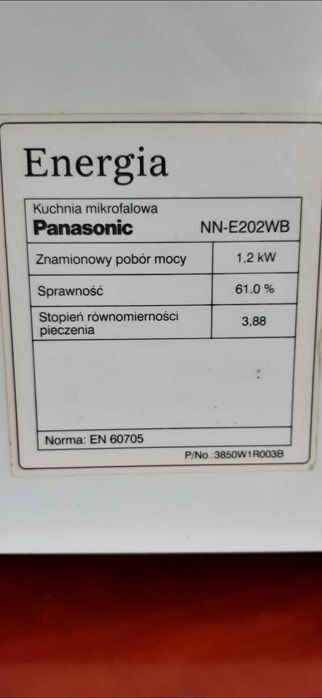 Energia
Kuchnia mikrofalowa
Panasonic NN-E202WB
Znamionowy pobór mocy 1,2 kW
Sprawność 61.0 %
Stopień równomierności
pieczenia 3,88
Norma: EN 60705
P/No.:3850W1R003B